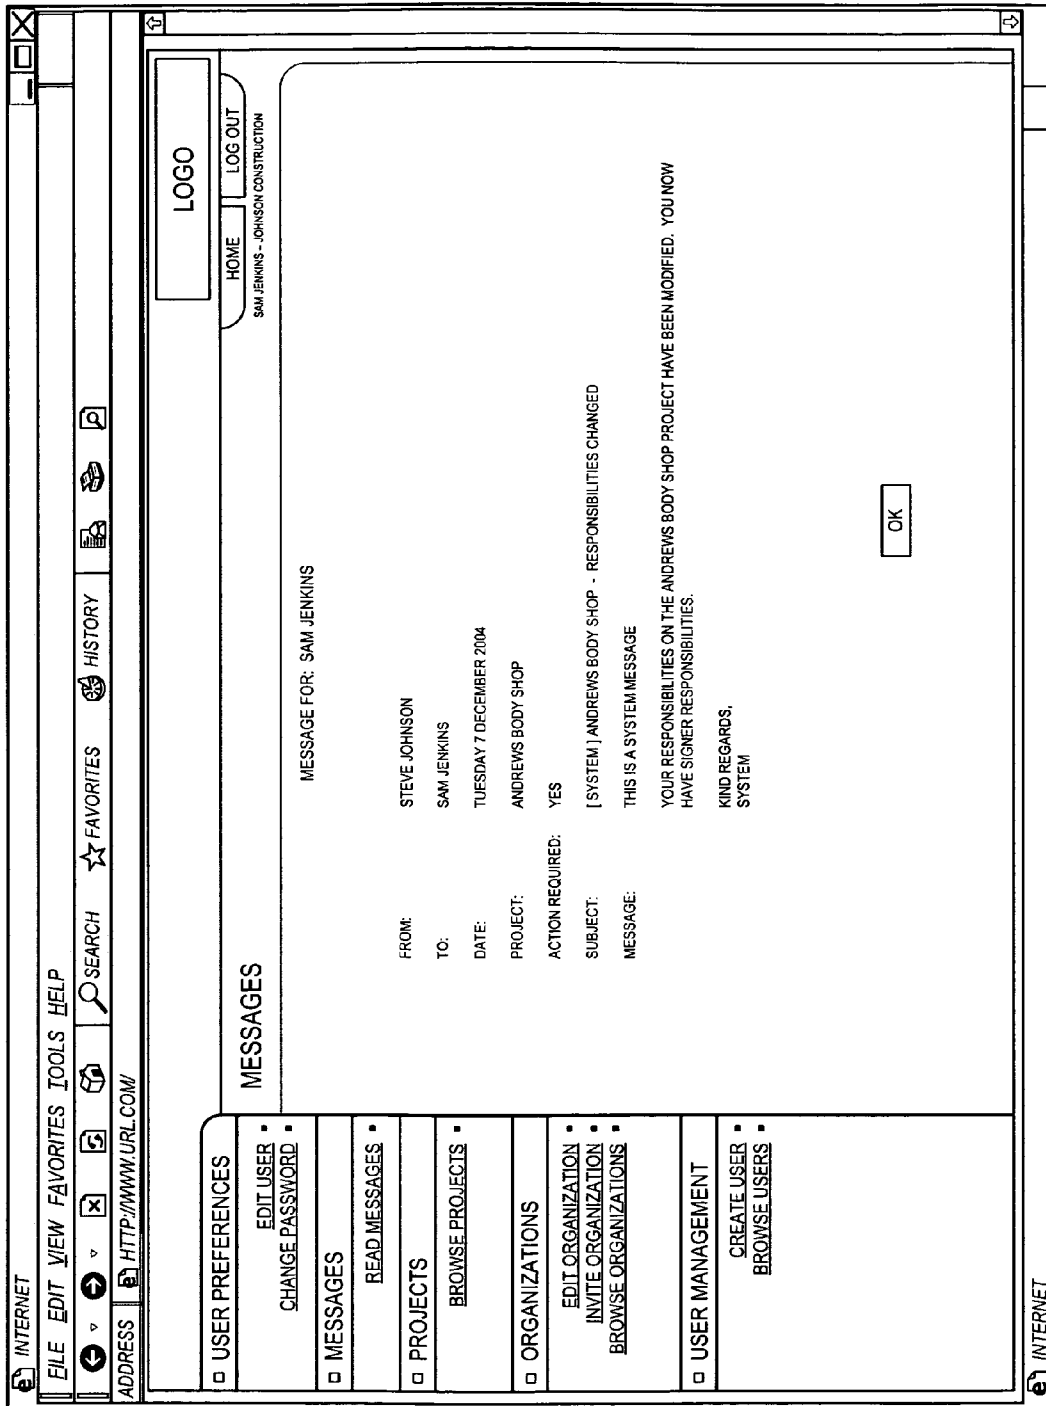 INTERNET
FILE EDIT VIEW FAVORITES TOOLS HELP
SEARCH FAVORITES HISTORY
ADDRESS HTTP://WWW.URL.COM/
LOGO
HOME LOG OUT
SAM JENKINS – JOHNSON CONSTRUCTION
USER PREFERENCES
EDIT USER
CHANGE PASSWORD
MESSAGES
READ MESSAGES
PROJECTS
BROWSE PROJECTS
ORGANIZATIONS
EDIT ORGANIZATION
INVITE ORGANIZATION
BROWSE ORGANIZATIONS
USER MANAGEMENT
CREATE USER
BROWSE USERS
MESSAGES
MESSAGE FOR: SAM JENKINS
FROM: STEVE JOHNSON
TO: SAM JENKINS
DATE: TUESDAY 7 DECEMBER 2004
PROJECT: ANDREWS BODY SHOP
ACTION REQUIRED: YES
SUBJECT: [ SYSTEM ] ANDREWS BODY SHOP - RESPONSIBILITIES CHANGED
MESSAGE: THIS IS A SYSTEM MESSAGE
YOUR RESPONSIBILITIES ON THE ANDREWS BODY SHOP PROJECT HAVE BEEN MODIFIED. YOU NOW
HAVE SIGNER RESPONSIBILITIES.
KIND REGARDS,
SYSTEM
OK
INTERNET